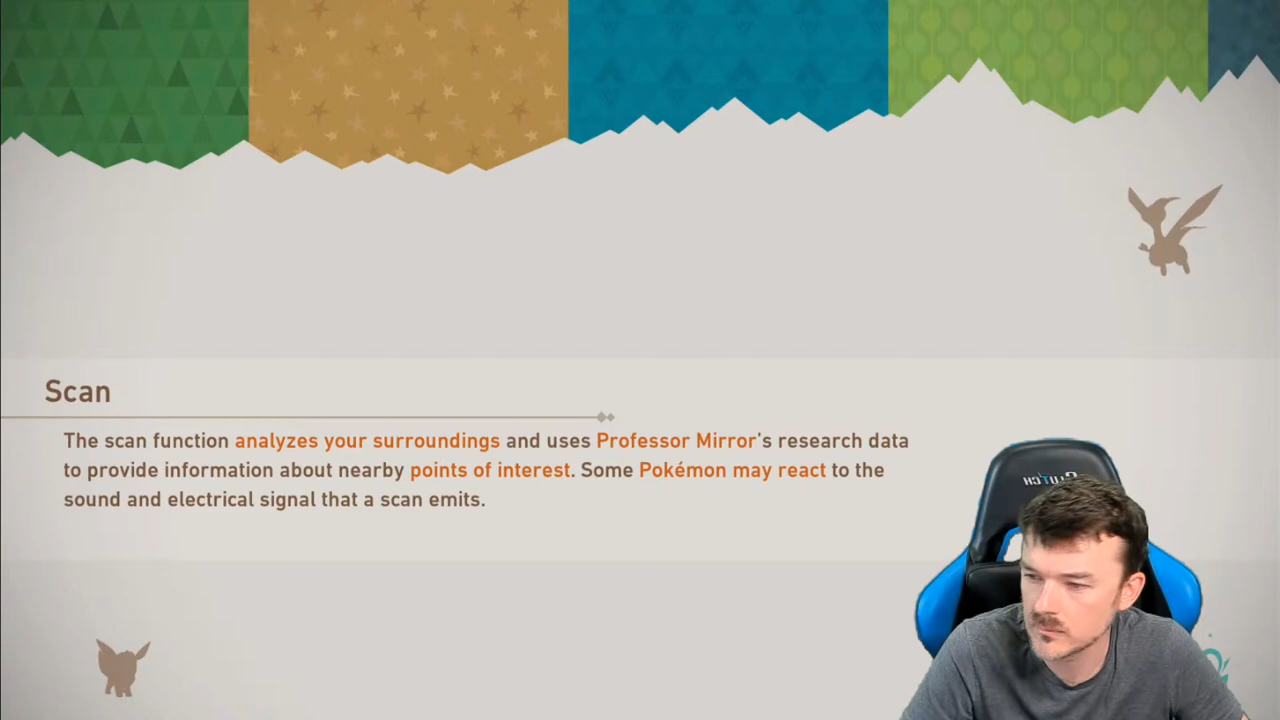 Scan
The scan function analyzes your surroundings and uses Professor Mirror's research data
to provide information about nearby points of interest. Some Pokémon may react to the
sound and electrical signal that a scan emits.